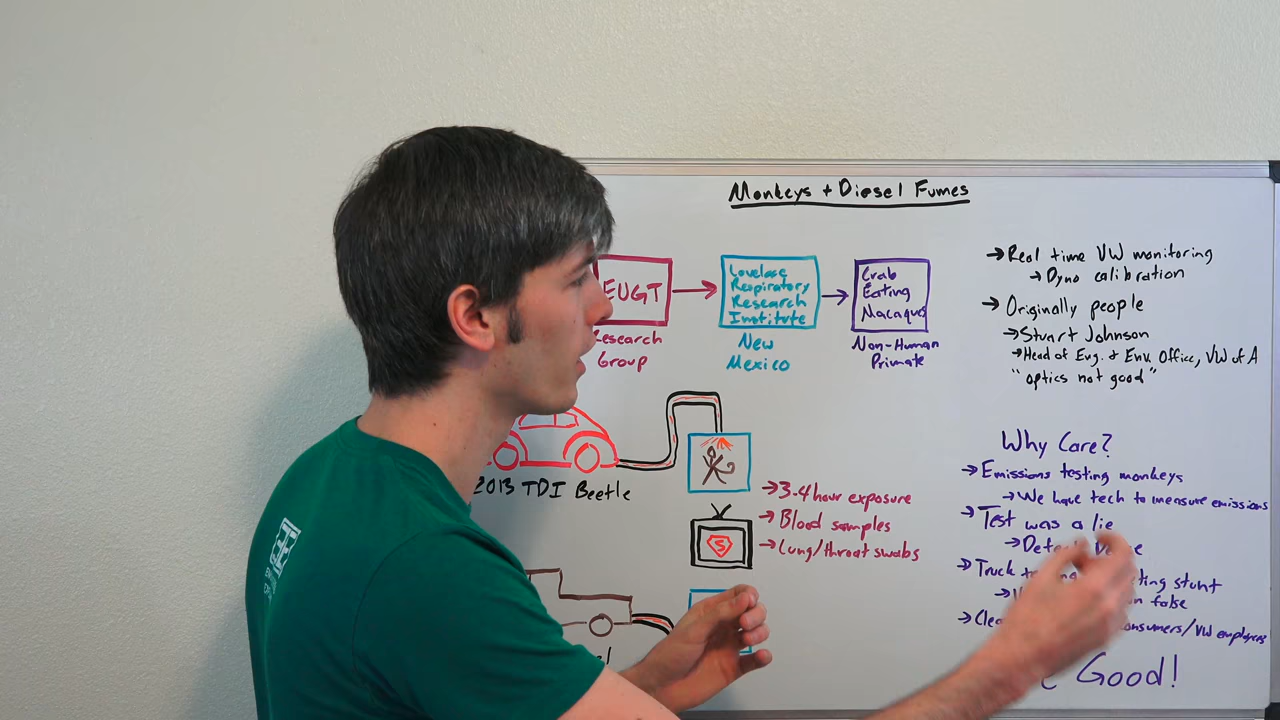 Monkeys + Diesel Fumes
EUGT
Research
Group
Lovelace
Respiratory
Research
Institute
New
Mexico
Crab
Eating
Macaque
Non-Human
Primate
→ Real time VW monitoring
→ Dyno calibration
→ Originally people
→ Stuart Johnson
→ Head of Eng. & Env. Office, VW of A
"optics not good"
2013 TDI Beetle
S
→ 3-4 hour exposure
→ Blood samples
→ Lung/throat swabs
Why Care?
→ Emissions testing monkeys
→ We have tech to measure emissions
→ Test was a lie
→ Truck
stunt
false
consumers/VW employees
Good!